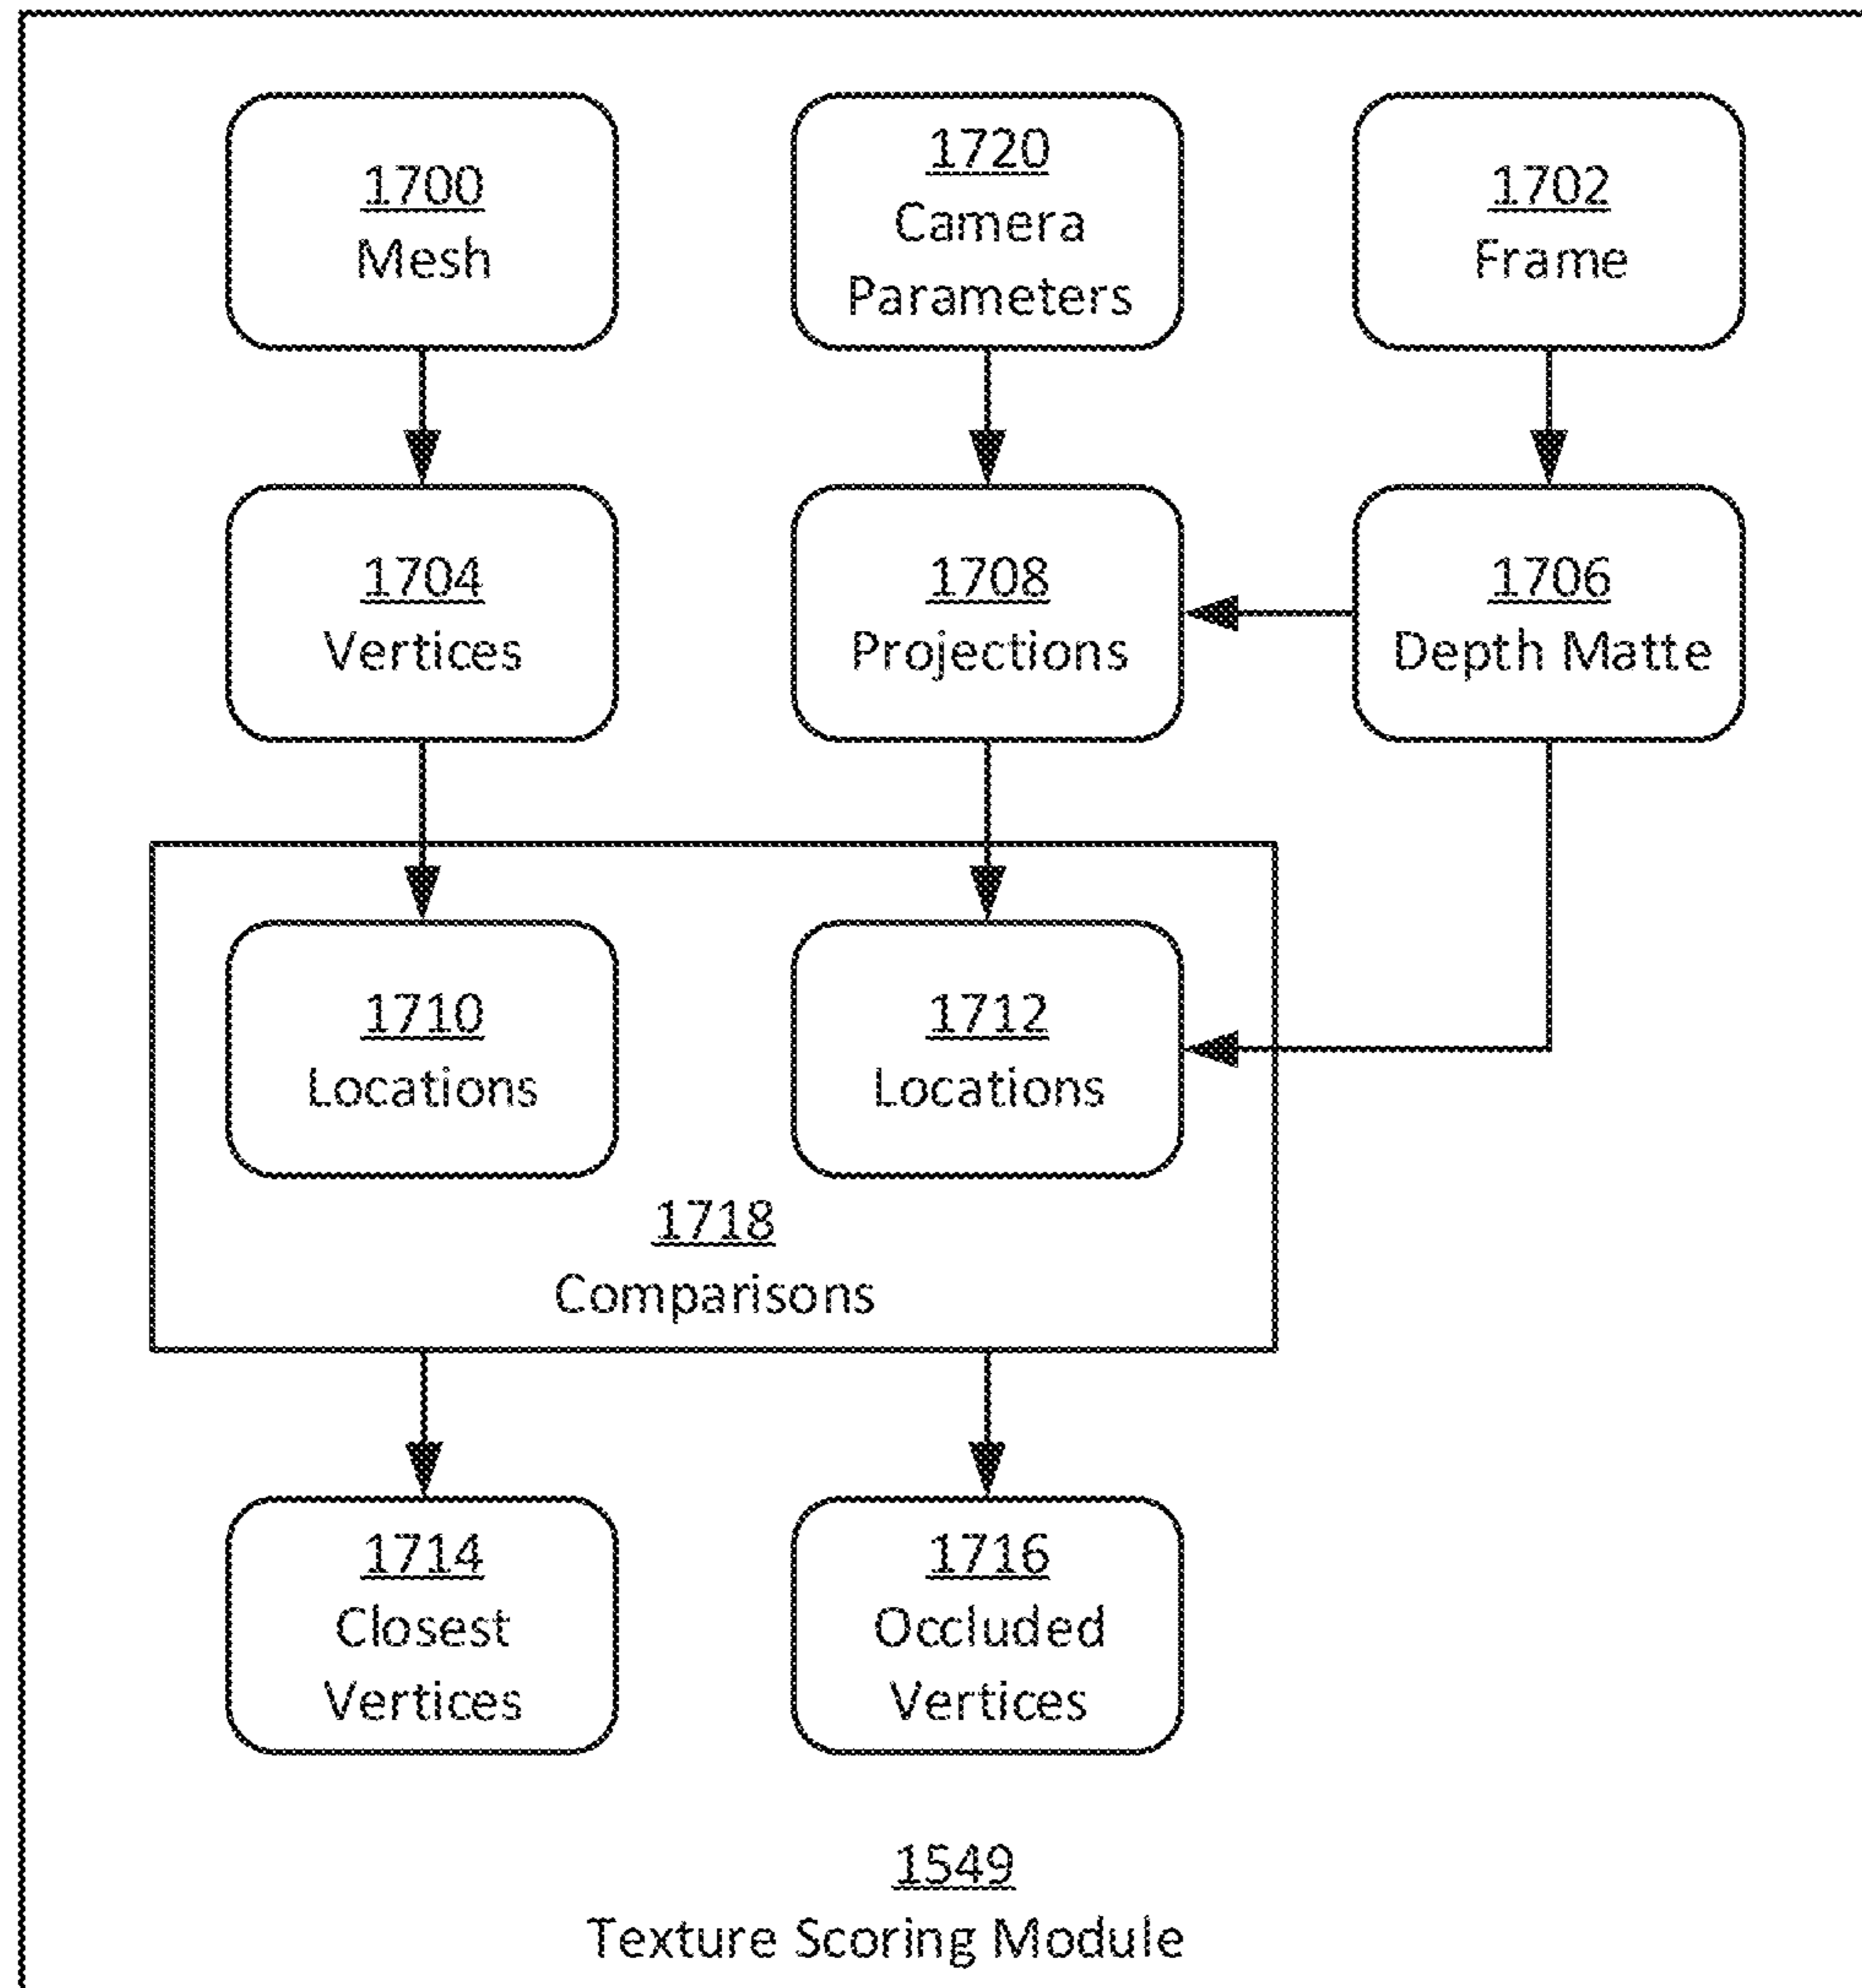 1700
Mesh
1720
Camera
Parameters
1702
Frame
1704
Vertices
1708
Projections
1706
Depth Matte
1710
Locations
1712
Locations
1718
Comparisons
1714
Closest
Vertices
1716
Occluded
Vertices
1549
Texture Scoring Module